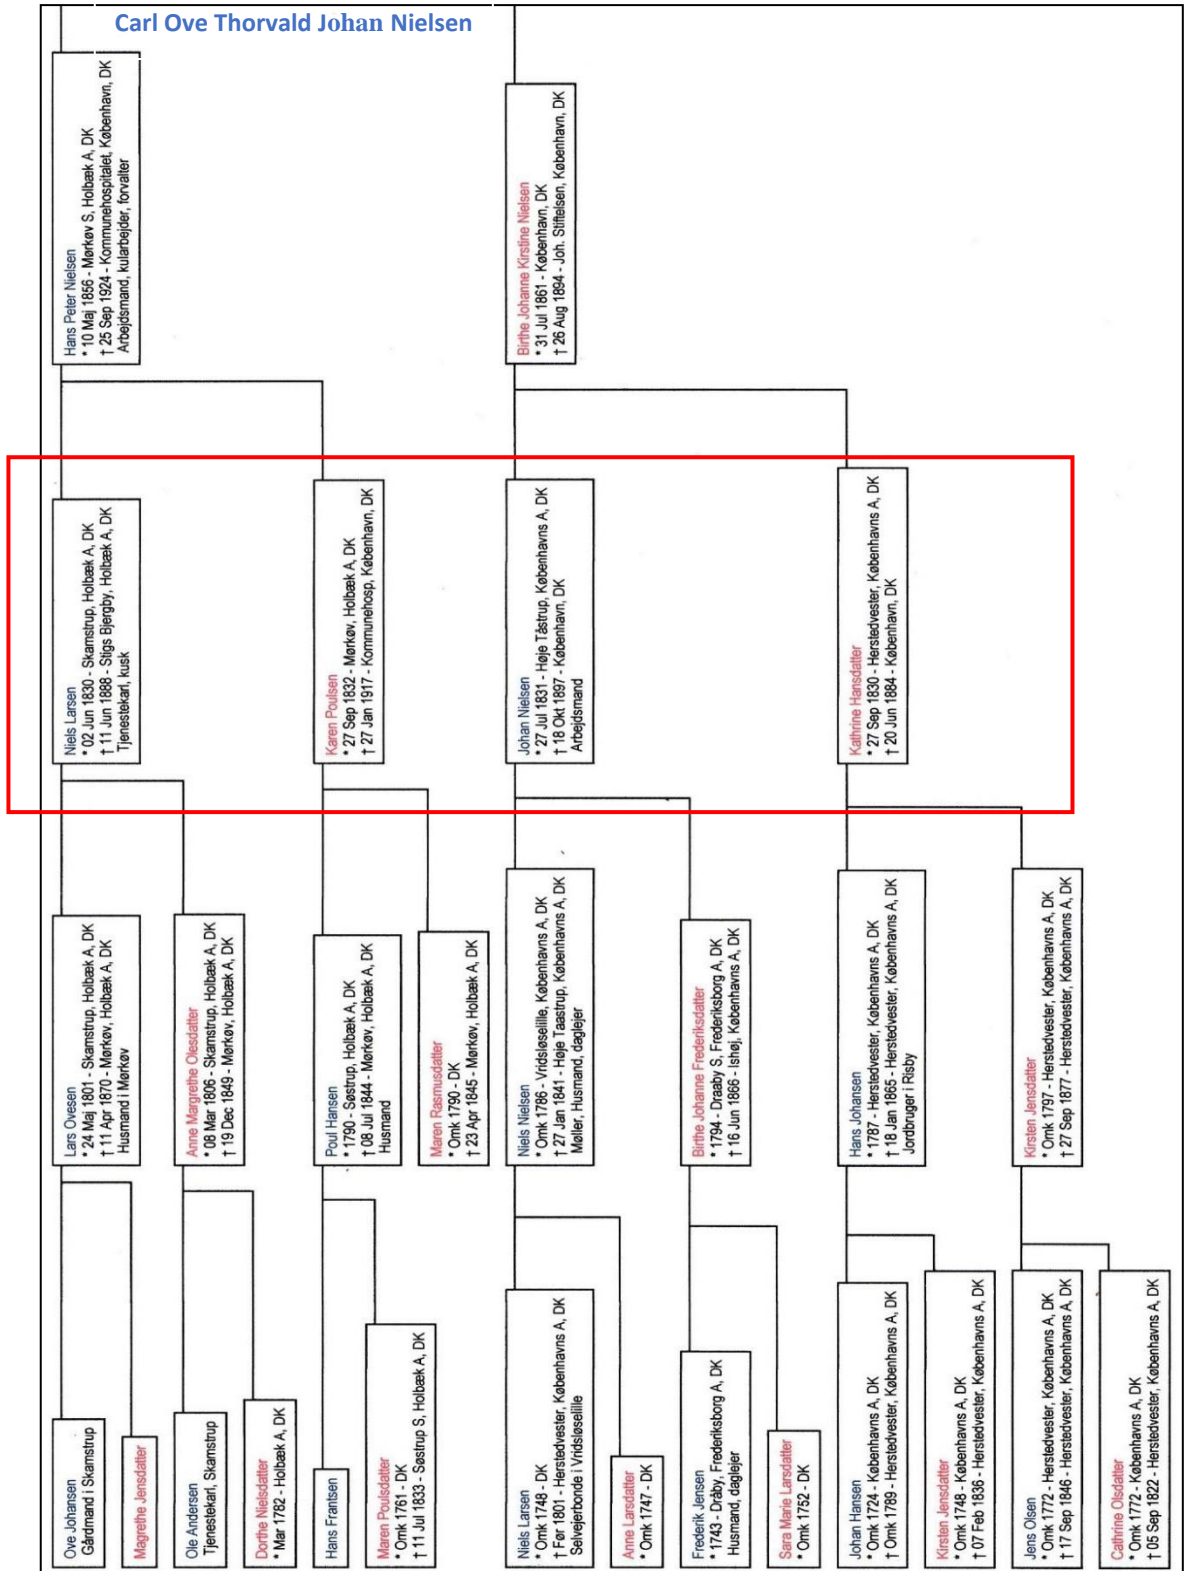 Carl Ove Thorvald Johan Nielsen
Hans Peter Nielsen
* 10 Maj 1856 - Mørkøv S, Holbæk A, DK
† 25 Sep 1924 - Kommunehospitalet, København, DK
Arbejdsmand, kularbejder, forvalter
Birthe Johanne Kirstine Nielsen
* 31 Jul 1861 - København, DK
† 26 Aug 1894 - Joh. Stiftelsen, København, DK
Niels Larsen
* 02 Jun 1830 - Skamstrup, Holbæk A, DK
† 11 Jun 1888 - Stigs Bjergby, Holbæk A, DK
Tjenestekarl, kusk
Karen Poulsen
* 27 Sep 1832 - Mørkøv, Holbæk A, DK
† 27 Jan 1917 - Kommunehosp, København, DK
Johan Nielsen
* 27 Jul 1831 - Høje Tåstrup, Københavns A, DK
† 18 Okt 1897 - København, DK
Arbejdsmand
Kathrine Hansdatter
* 27 Sep 1830 - Herstedvester, Københavns A, DK
† 20 Jun 1884 - København, DK
Lars Ovesen
* 24 Maj 1801 - Skamstrup, Holbæk A, DK
† 11 Apr 1870 - Mørkøv, Holbæk A, DK
Husmand i Mørkøv
Anne Margrethe Olesdatter
* 08 Mar 1806 - Skamstrup, Holbæk A, DK
† 19 Dec 1849 - Mørkøv, Holbæk A, DK
Poul Hansen
* 1790 - Søstrup, Holbæk A, DK
† 08 Jul 1844 - Mørkøv, Holbæk A, DK
Husmand
Maren Rasmusdatter
* Omk 1790 - DK
† 23 Apr 1845 - Mørkøv, Holbæk A, DK
Niels Nielsen
* Omk 1786 - Vridsløselille, Københavns A, DK
† 27 Jan 1841 - Høje Taastrup, Københavns A, DK
Møller, Husmand, daglejer
Birthe Johanne Frederiksdatter
* 1794 - Draaby S, Frederiksborg A, DK
† 16 Jun 1866 - Ishøj, Københavns A, DK
Hans Johansen
* 1787 - Herstedvester, Københavns A, DK
† 18 Jan 1865 - Herstedvester, Københavns A, DK
Jordbruger i Risby
Kirsten Jensdatter
* Omk 1797 - Herstedvester, Københavns A, DK
† 27 Sep 1877 - Herstedvester, Københavns A, DK
Ove Johansen
Gårdmand i Skamstrup
Magrethe Jensdatter
Ole Andersen
Tjenestekarl, Skamstrup
Dorthe Nielsdatter
* Mar 1782 - Holbæk A, DK
Hans Frantsen
Maren Poulsdatter
* Omk 1761 - DK
† 11 Jul 1833 - Søstrup S, Holbæk A, DK
Niels Larsen
* Omk 1749 - DK
† Før 1801 - Herstedvester, Københavns A, DK
Selvejerbonde i Vridsløselille
Anne Larsdatter
* Omk 1747 - DK
Frederik Jensen
* 1743 - Dråby, Frederiksborg A, DK
Husmand, daglejer
Sara Marie Larsdatter
* Omk 1752 - DK
Johan Hansen
* Omk 1724 - Københavns A, DK
† Omk 1789 - Herstedvester, Københavns A, DK
Kirsten Jensdatter
* Omk 1748 - Københavns A, DK
† 07 Feb 1836 - Herstedvester, Københavns A, DK
Jens Olsen
* Omk 1772 - Herstedvester, Københavns A, DK
† 17 Sep 1846 - Herstedvester, Københavns A, DK
Cathrine Olsdatter
* Omk 1772 - Københavns A, DK
† 05 Sep 1822 - Herstedvester, Københavns A, DK